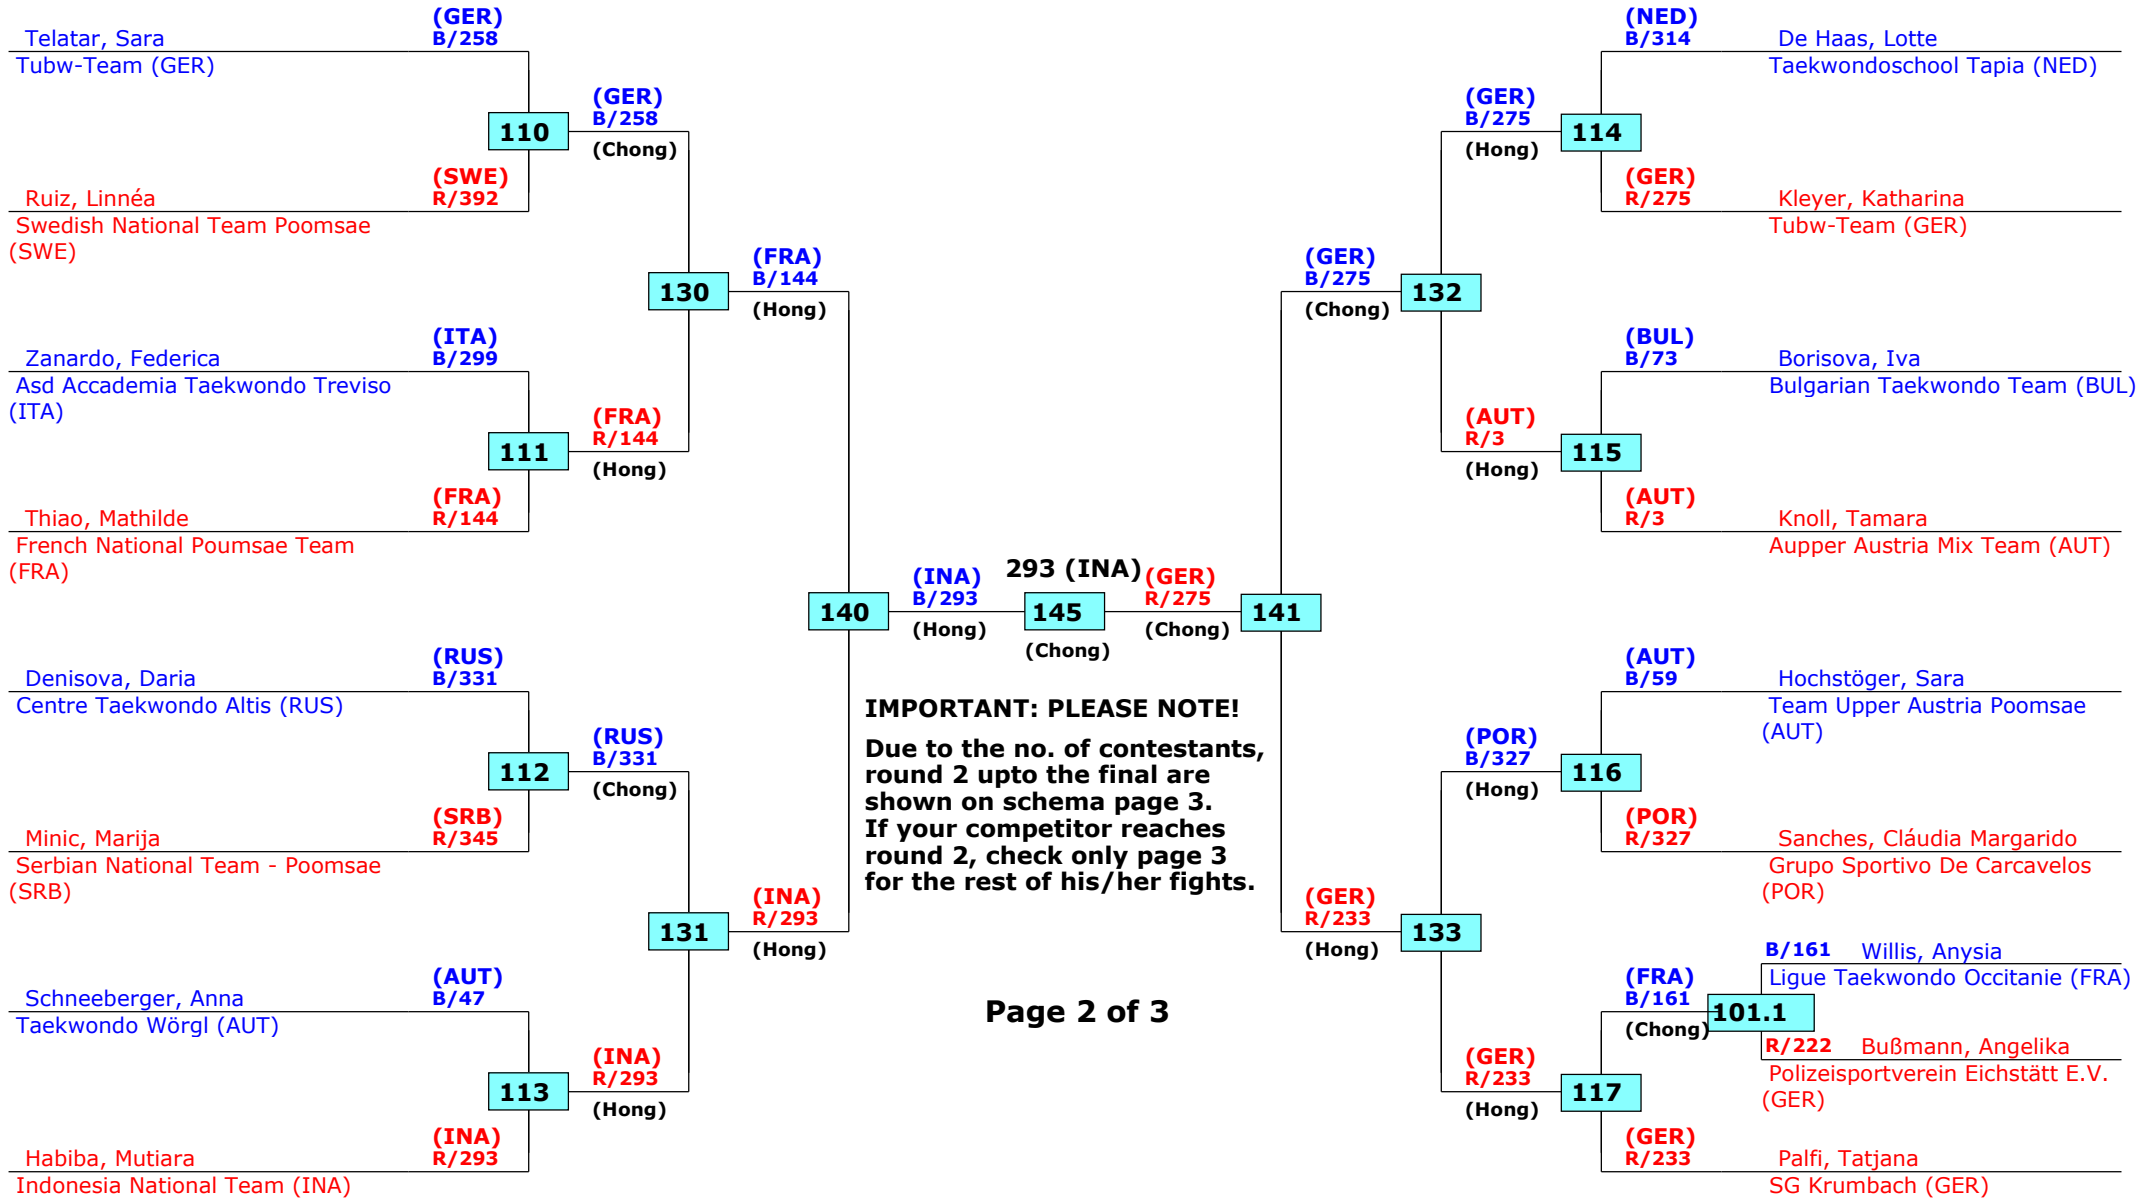 (GER)
Telatar, Sara B/258
Tubw-Team (GER)
(GER)
B/258
110
(Chong)
(SWE)
Ruiz, Linnéa R/392
Swedish National Team Poomsae
(SWE)
(FRA)
B/144
130
(Hong)
(ITA)
Zanardo, Federica B/299
Asd Accademia Taekwondo Treviso
(ITA)
(FRA)
R/144
111
(Hong)
(FRA)
Thiao, Mathilde R/144
French National Poumsae Team
(FRA)
140
(INA)
B/293
(Hong)
293 (INA)
145
(Chong)
(GER)
R/275
(Chong)
141
(RUS)
Denisova, Daria B/331
Centre Taekwondo Altis (RUS)
(RUS)
B/331
112
(Chong)
(SRB)
Minic, Marija R/345
Serbian National Team - Poomsae
(SRB)
(INA)
R/293
131
(Hong)
(AUT)
Schneeberger, Anna B/47
Taekwondo Wörgl (AUT)
(INA)
R/293
113
(Hong)
(INA)
Habiba, Mutiara R/293
Indonesia National Team (INA)
IMPORTANT: PLEASE NOTE!
Due to the no. of contestants,
round 2 upto the final are
shown on schema page 3.
If your competitor reaches
round 2, check only page 3
for the rest of his/her fights.
Page 2 of 3
(NED)
B/314 De Haas, Lotte
Taekwondoschool Tapia (NED)
(GER)
B/275
114
(Hong)
(GER)
R/275 Kleyer, Katharina
Tubw-Team (GER)
(GER)
B/275
132
(Chong)
(BUL)
B/73 Borisova, Iva
Bulgarian Taekwondo Team (BUL)
(AUT)
R/3
115
(Hong)
(AUT)
R/3 Knoll, Tamara
Aupper Austria Mix Team (AUT)
(AUT)
B/59 Hochstöger, Sara
Team Upper Austria Poomsae
(AUT)
(POR)
B/327
116
(Hong)
(POR)
R/327 Sanches, Cláudia Margarido
Grupo Sportivo De Carcavelos
(POR)
(GER)
R/233
133
(Hong)
B/161 Willis, Anysia
Ligue Taekwondo Occitanie (FRA)
(FRA)
B/161
101.1
(Chong)
R/222 Bußmann, Angelika
Polizeisportverein Eichstätt E.V.
(GER)
(GER)
R/233
117
(Hong)
(GER)
R/233 Palfi, Tatjana
SG Krumbach (GER)